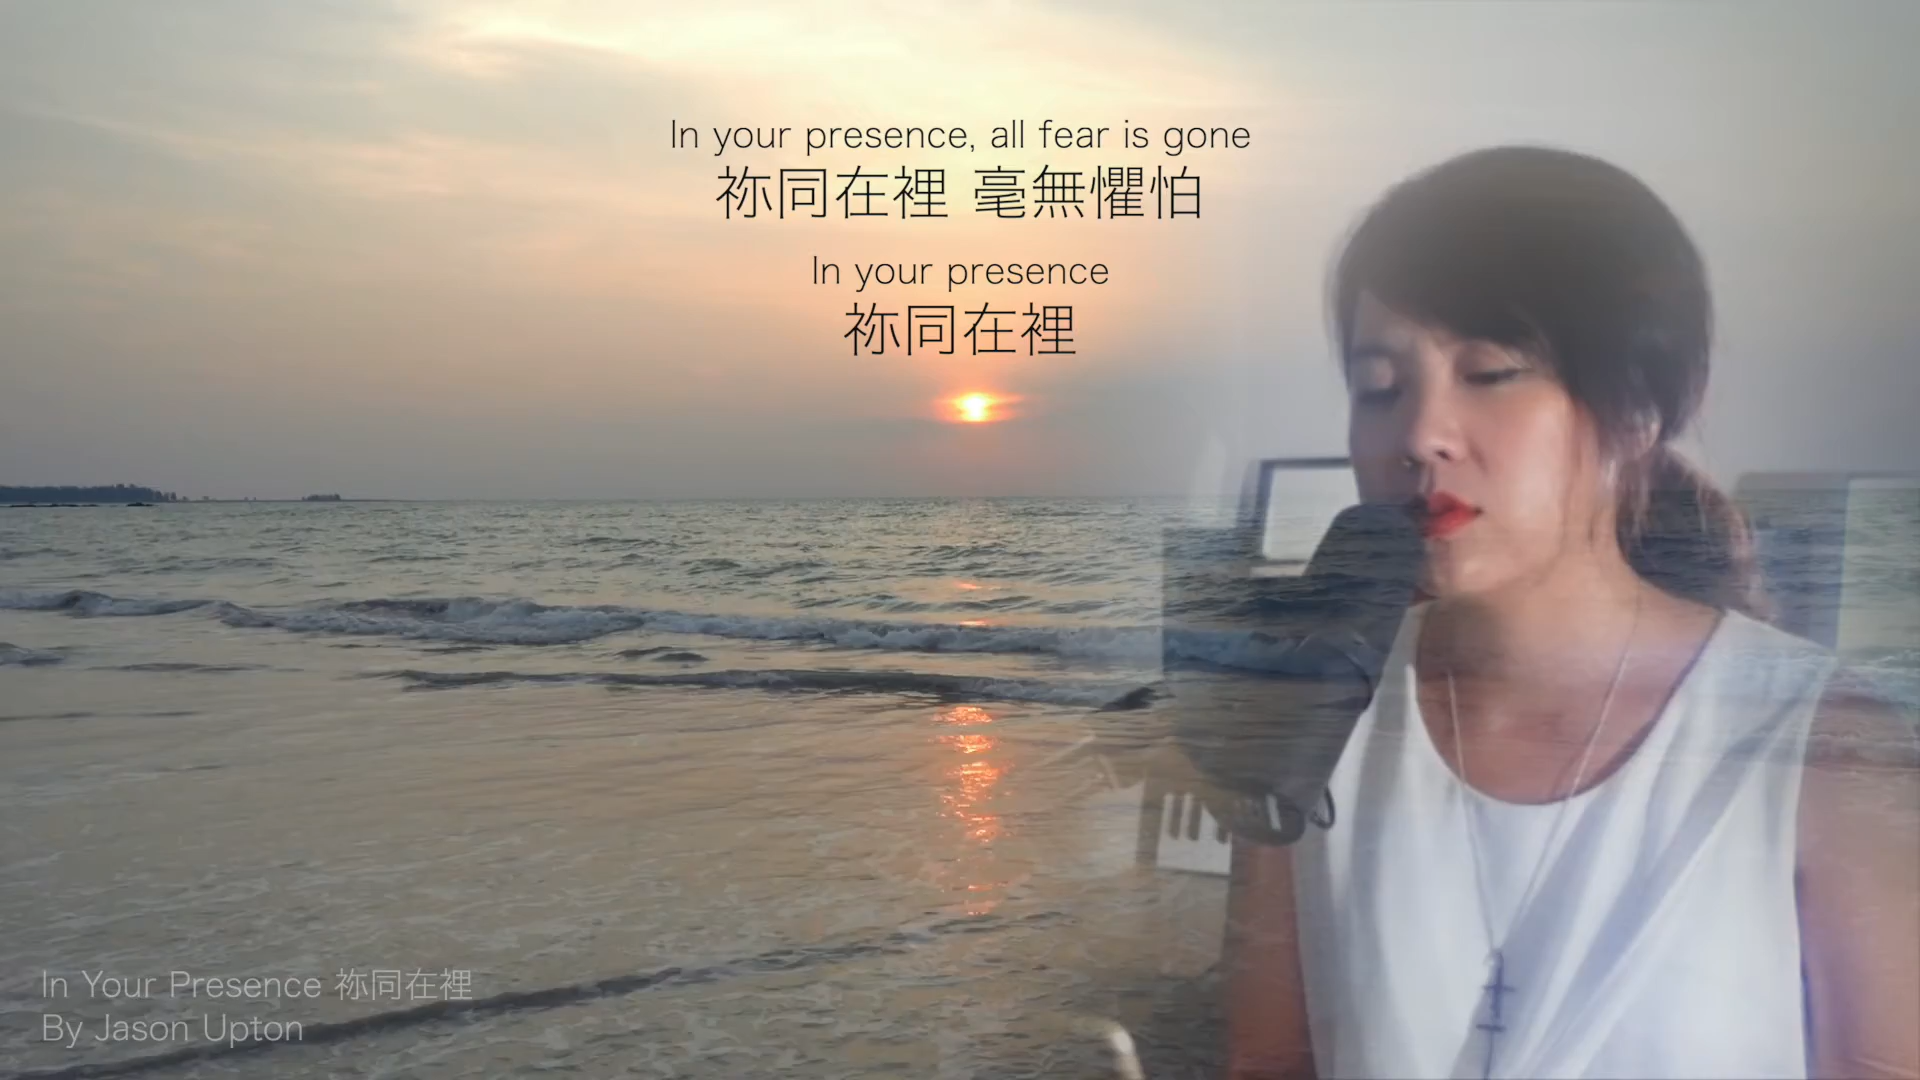 In your presence, all fear is gone
祢同在裡 毫無懼怕
In your presence
祢同在裡
In Your Presence 祢同在裡
By Jason Upton